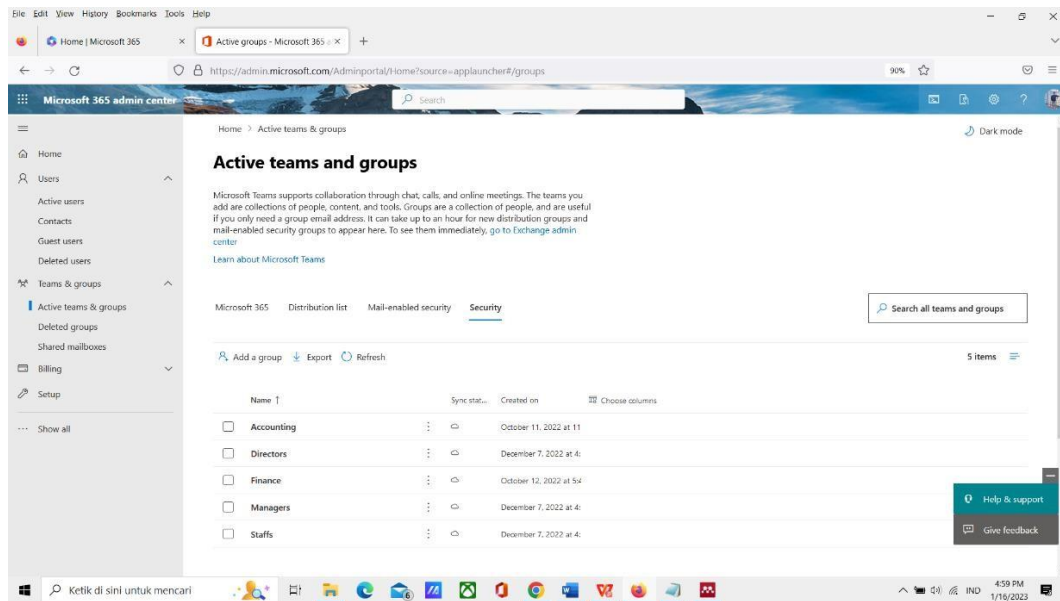 File Edit View History Bookmarks Tools Help
Home | Microsoft 365
Active groups - Microsoft 365
https://admin.microsoft.com/Adminportal/Home?source=applauncher#/groups
90%
Microsoft 365 admin center
Search
Home > Active teams & groups
Dark mode
Home
Users
Active users
Contacts
Guest users
Deleted users
Teams & groups
Active teams & groups
Deleted groups
Shared mailboxes
Billing
Setup
Show all
Active teams and groups
Microsoft Teams supports collaboration through chat, calls, and online meetings. The teams you
add are collections of people, content, and tools. Groups are a collection of people, and are useful
if you only need a group email address. It can take up to an hour for new distribution groups and
mail-enabled security groups to appear here. To see them immediately, go to Exchange admin
center
Learn about Microsoft Teams
Microsoft 365 Distribution list Mail-enabled security Security
Search all teams and groups
Add a group Export Refresh
5 items
Name ↑ Sync stat... Created on Choose columns
Accounting October 11, 2022 at 11
Directors December 7, 2022 at 4:
Finance October 12, 2022 at 5:4
Managers December 7, 2022 at 4:
Staffs December 7, 2022 at 4:
Help & support
Give feedback
Ketik di sini untuk mencari
IND
4:59 PM
1/16/2023